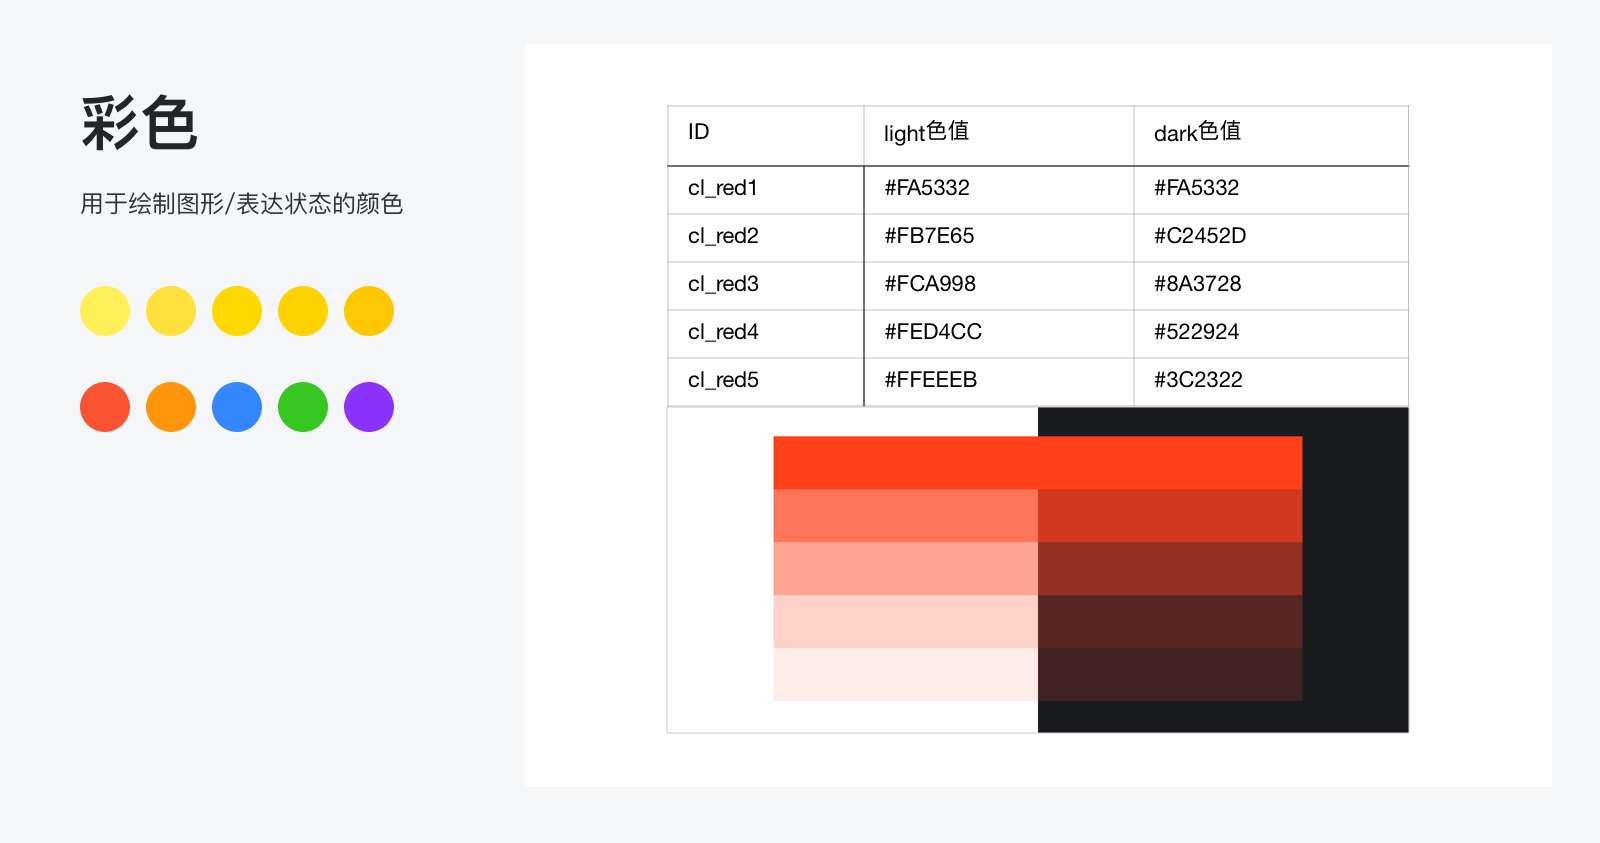 彩色
用于绘制图形/表达状态的颜色
ID light色值 dark色值
cl_red1 #FA5332 #FA5332
cl_red2 #FB7E65 #C2452D
cl_red3 #FCA998 #8A3728
cl_red4 #FED4CC #522924
cl_red5 #FFEEEB #3C2322